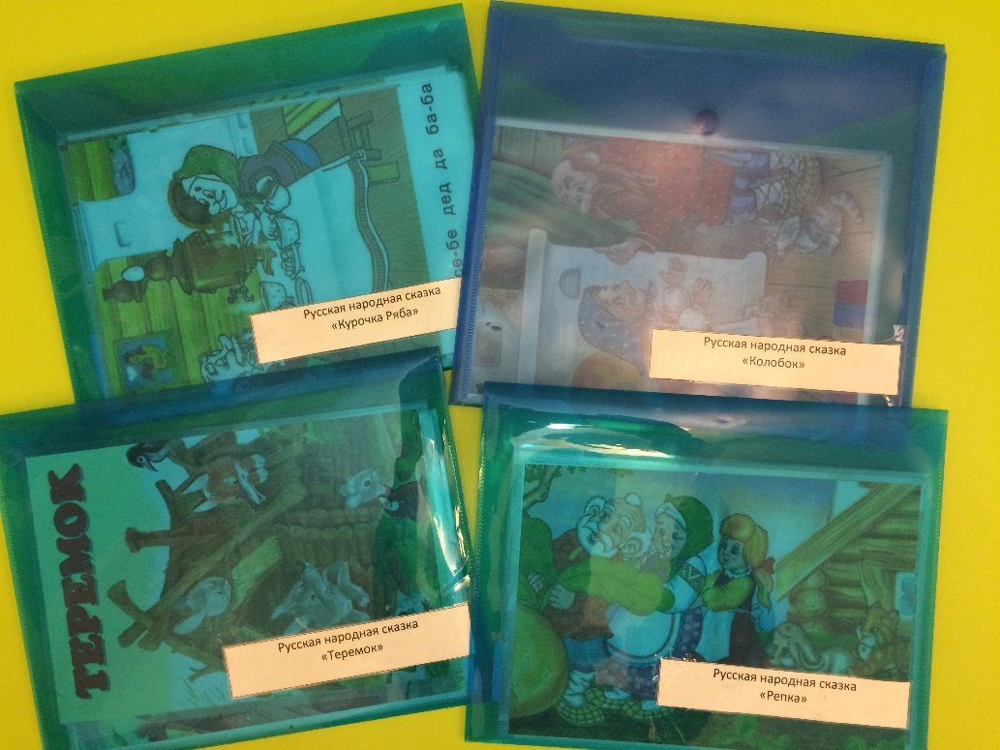 се-бе дед да ба-ба
Русская народная сказка
«Курочка Ряба»
Русская народная сказка
«Колобок»
ТЕРЕМОК
Русская народная сказка
«Теремок»
Русская народная сказка
«Репка»